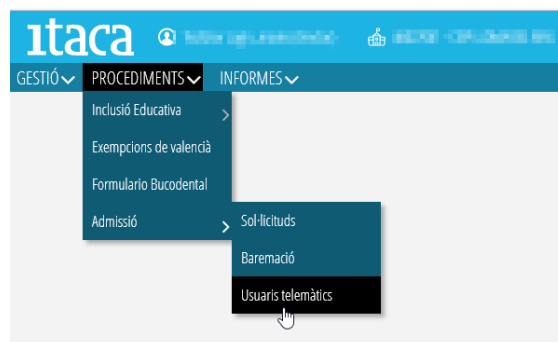 itaca
GESTIÓ PROCEDIMENTS INFORMES
Inclusió Educativa
Exempcions de valencià
Formulario Bucodental
Admissió
Sol·licituds
Baremació
Usuaris telemàtics